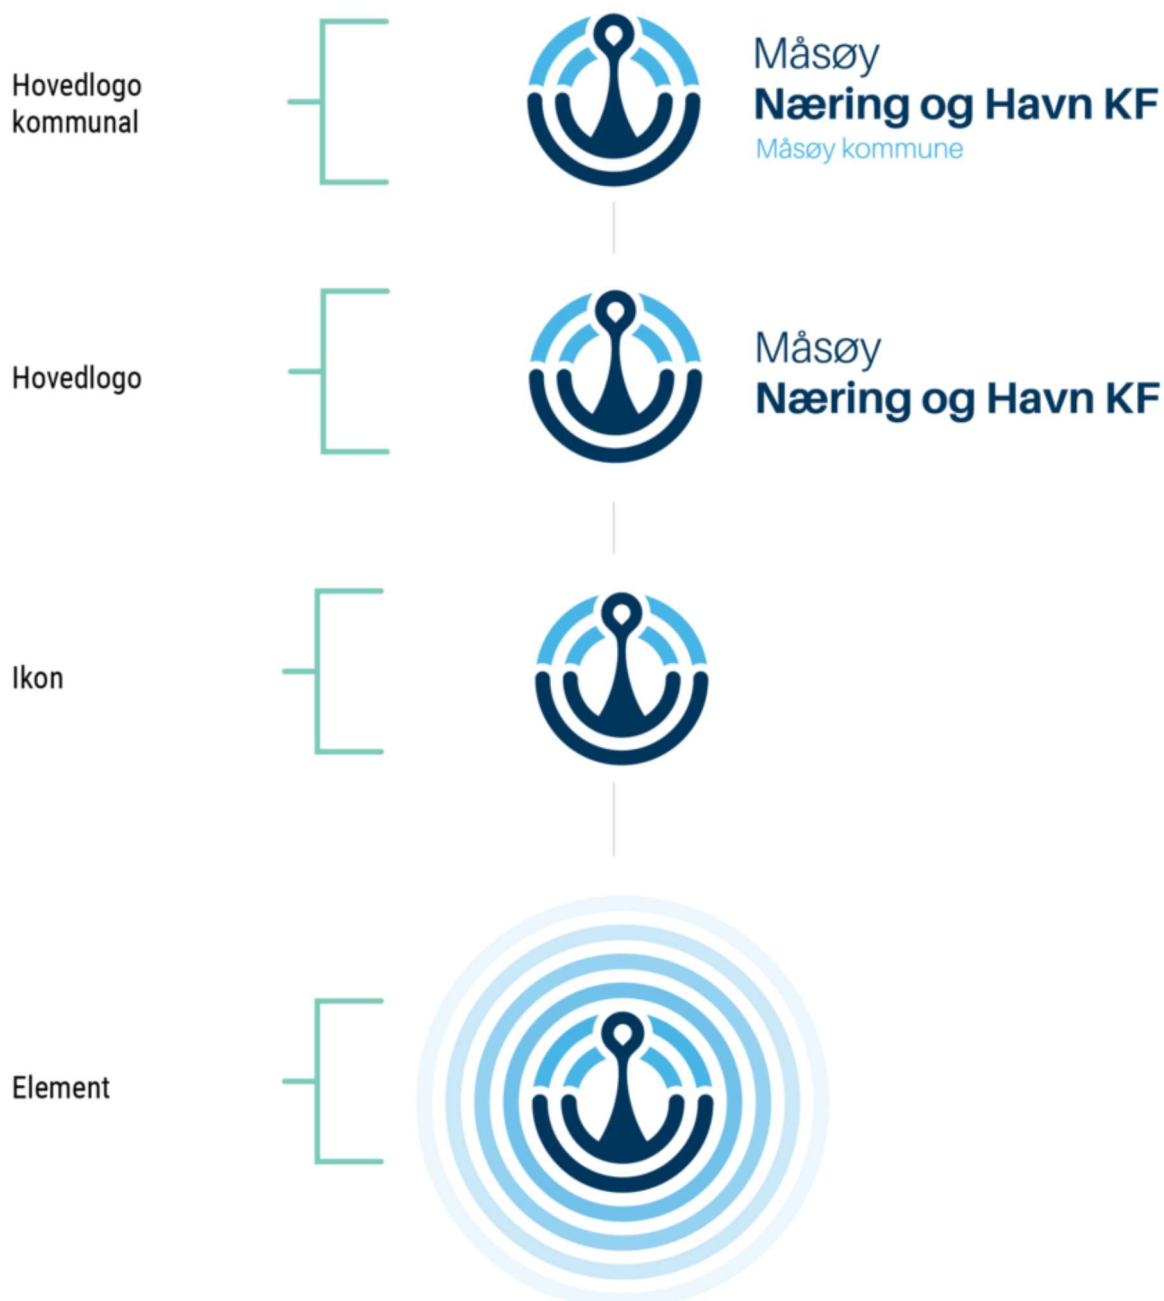 Hovedlogo
kommunal
Måsøy
Næring og Havn KF
Måsøy kommune
Hovedlogo
Måsøy
Næring og Havn KF
Ikon
Element